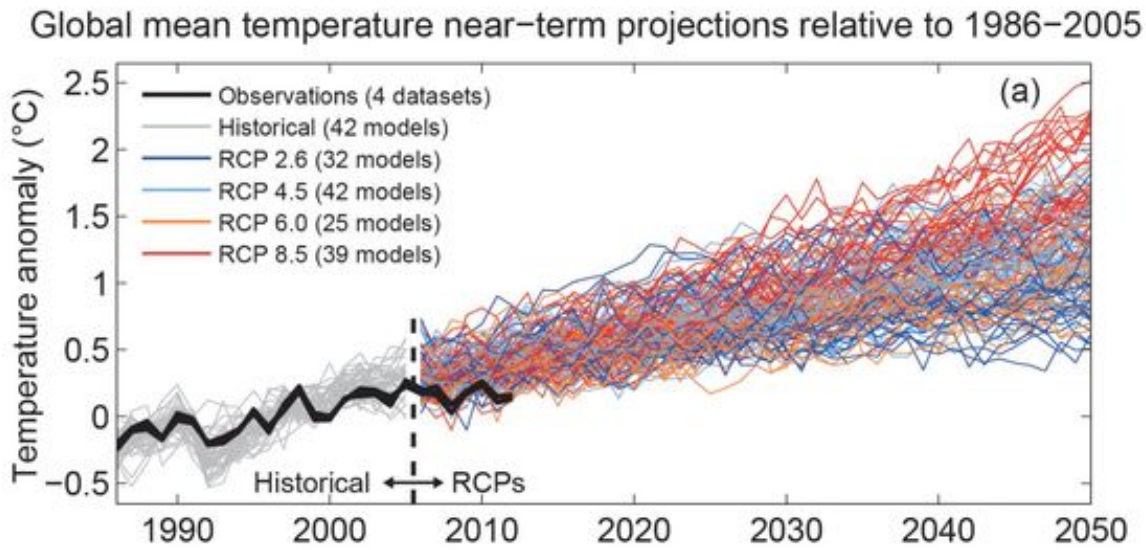 Global mean temperature near−term projections relative to 1986−2005
(a)
Temperature anomaly (°C)
2.5
2
1.5
1
0.5
0
−0.5
Observations (4 datasets)
Historical (42 models)
RCP 2.6 (32 models)
RCP 4.5 (42 models)
RCP 6.0 (25 models)
RCP 8.5 (39 models)
Historical
RCPs
1990 2000 2010 2020 2030 2040 2050